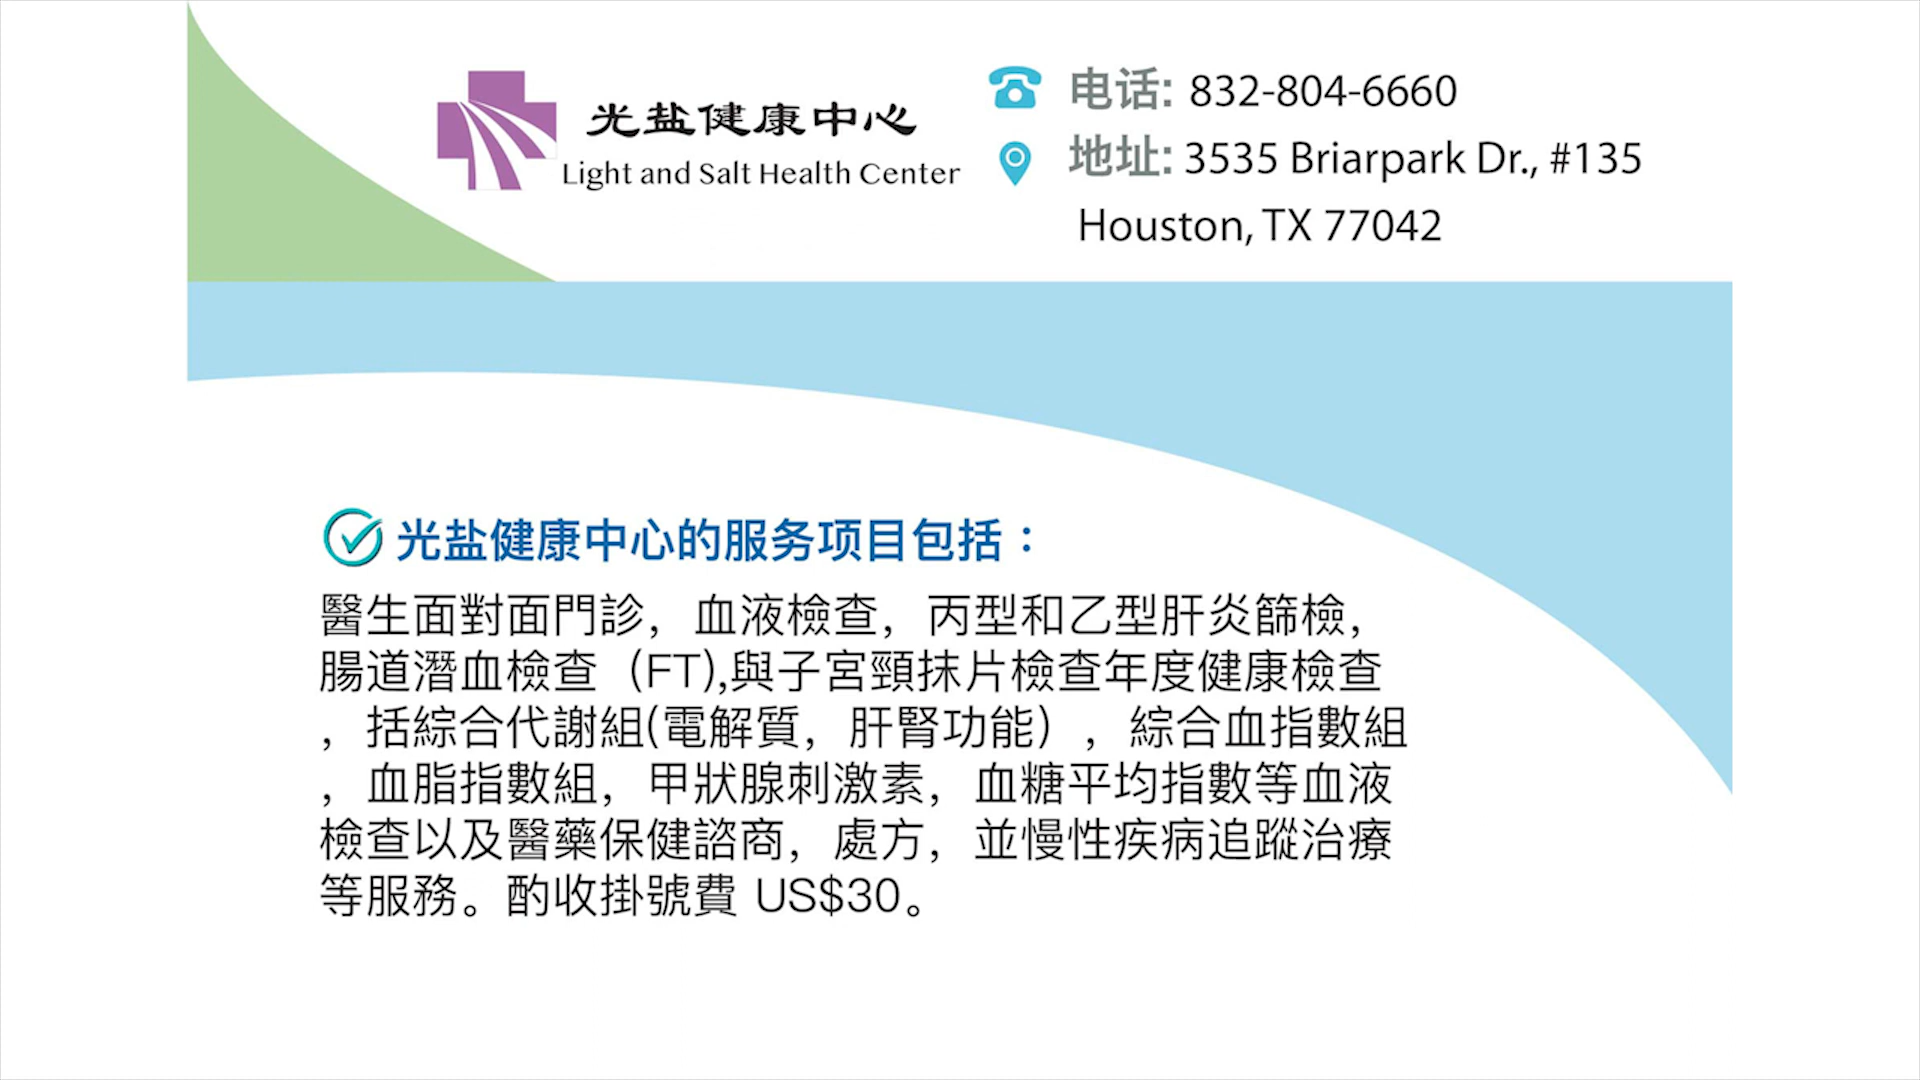 光盐健康中心
Light and Salt Health Center
电话: 832-804-6660
地址: 3535 Briarpark Dr., #135
Houston, TX 77042
光盐健康中心的服务项目包括：
醫生面對面門診，血液檢查，丙型和乙型肝炎篩檢，
腸道潛血檢查（FT),與子宮頸抹片檢查年度健康檢查
，括綜合代謝組(電解質，肝腎功能），綜合血指數組
，血脂指數組，甲狀腺刺激素，血糖平均指數等血液
檢查以及醫藥保健諮商，處方，並慢性疾病追蹤治療
等服務。酌收掛號費 US$30。